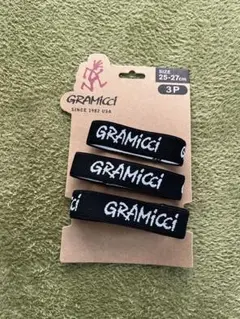 GRAMICCI
SINCE 1982 USA
SIZE
25-27cm
3P
GRAMICCI
GRAMICCI
GRAMICCI